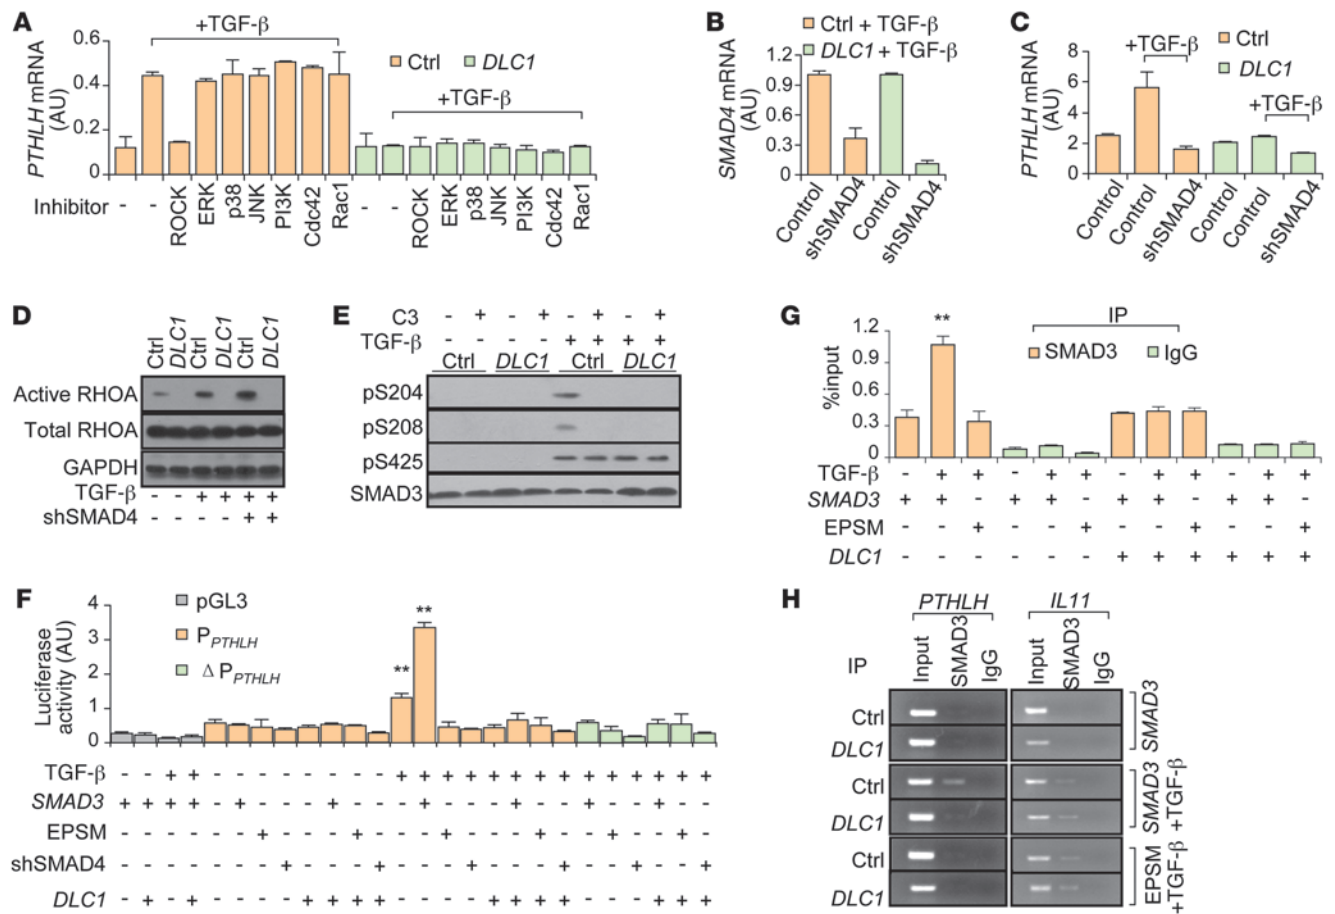 A
+TGF-β
PTHLH mRNA
(AU)
0.6
0.4
0.2
0
Ctrl
DLC1
+TGF-β
Inhibitor
- - ROCK ERK p38 JNK PI3K Cdc42 Rac1 - - ROCK ERK p38 JNK PI3K Cdc42 Rac1
B
Ctrl + TGF-β
DLC1 + TGF-β
SMAD4 mRNA
(AU)
1.2
0.9
0.6
0.3
0
Control shSMAD4 Control shSMAD4
C
Ctrl
DLC1
+TGF-β
+TGF-β
PTHLH mRNA
(AU)
8
6
4
2
0
Control Control shSMAD4 Control Control shSMAD4
D
Ctrl DLC1 Ctrl DLC1 Ctrl DLC1
Active RHOA
Total RHOA
GAPDH
TGF-β - - + + + +
shSMAD4 - - - - + +
E
C3 - + - + - + - +
TGF-β - - - - + + + +
Ctrl DLC1 Ctrl DLC1
pS204
pS208
pS425
SMAD3
F
pGL3
P PTHLH
Δ P PTHLH
Luciferase
activity (AU)
4
3
2
1
0
** **
TGF-β - - + + - - - - - - - - + + + + + + + + + + + + + +
SMAD3 + + + + - + - - - + - - - + - - - + - - + - - + - -
EPSM - - - - - - + - - - + - - - + - - - + - - + - - + -
shSMAD4 - - - - - - - + - - - + - - - + - - - + - - + - - +
DLC1 - + - + - - - - + + + + - - - - + + + + - - - + + +
G
**
IP
SMAD3
IgG
%input
1.2
0.9
0.6
0.3
0
TGF-β - + + - + + - + + - + +
SMAD3 + + - + + - + + - + + -
EPSM - - + - - + - - + - - +
DLC1 - - - - - - + + + + + +
H
PTHLH IL11
IP Input SMAD3 IgG Input SMAD3 IgG
Ctrl
DLC1
SMAD3
Ctrl
DLC1
SMAD3
+TGF-β
Ctrl
DLC1
EPSM
+TGF-β